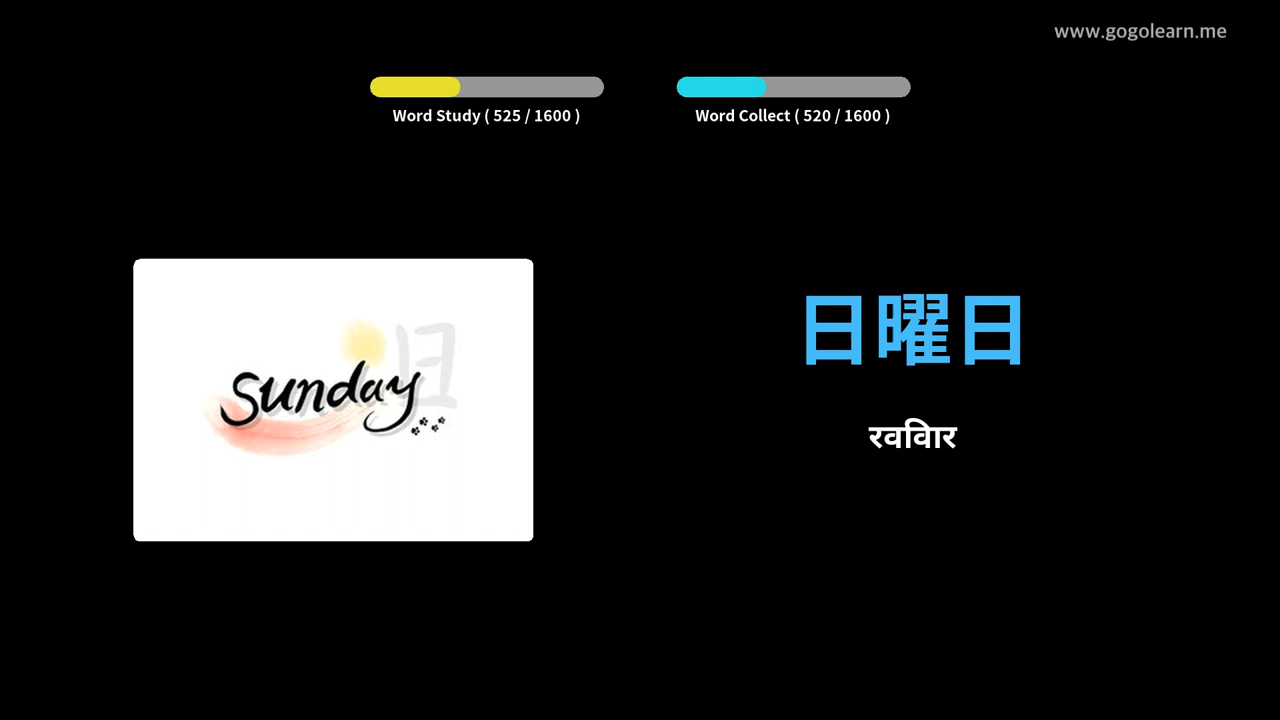 www.gogolearn.me
Word Study ( 525 / 1600 )
Word Collect ( 520 / 1600 )
Sunday
日曜日
रविवार